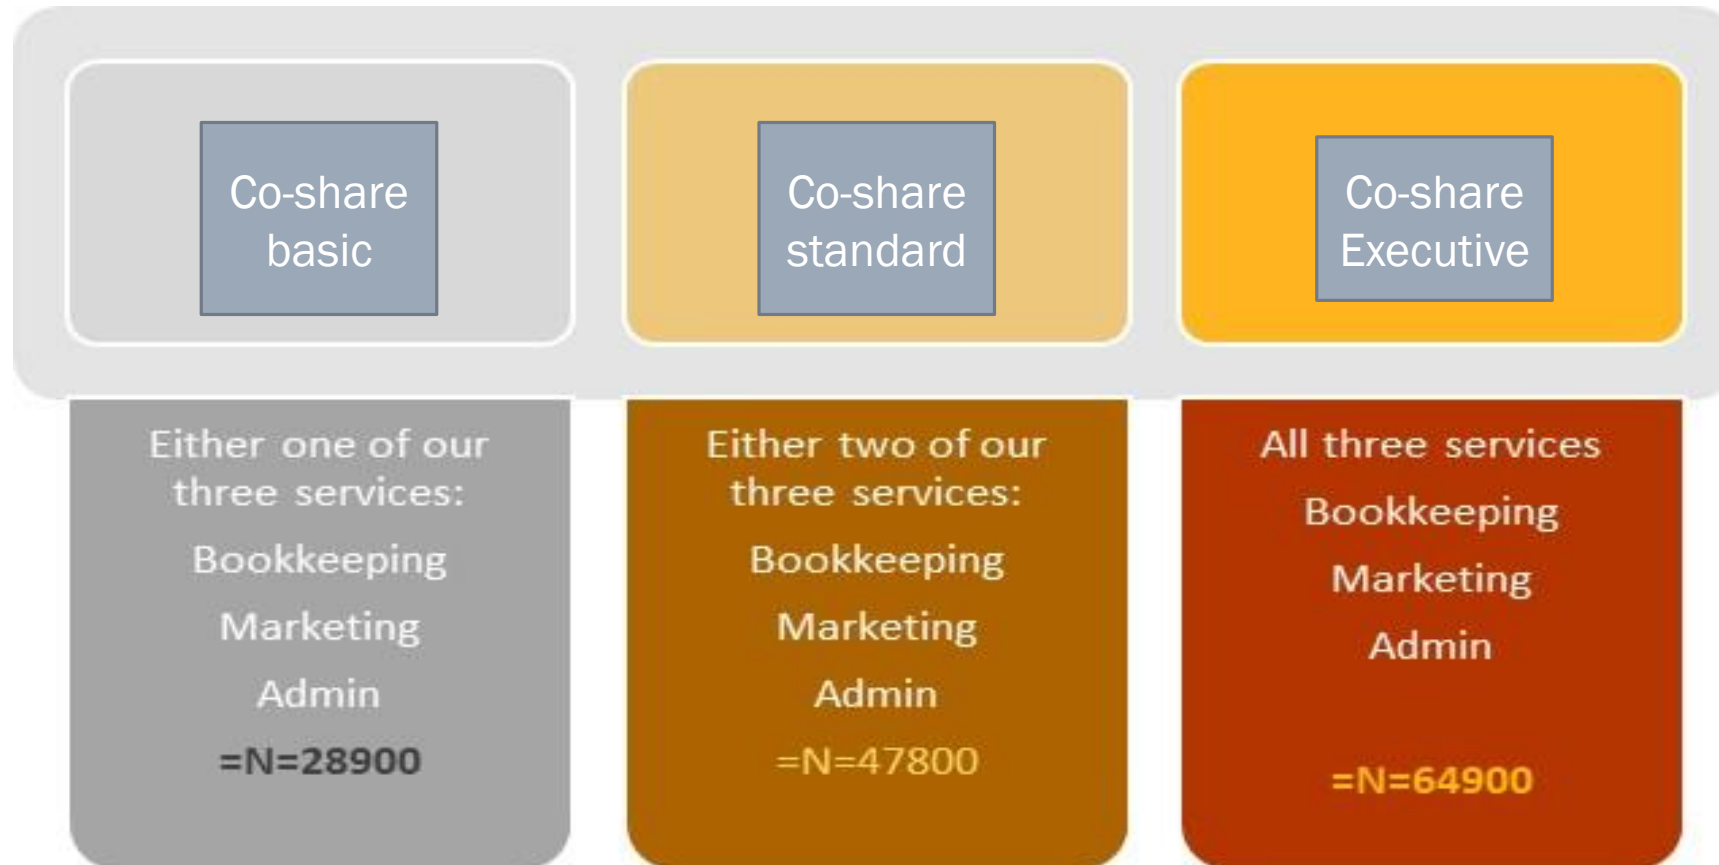 Co-share
basic
Either one of our
three services:
Bookkeeping
Marketing
Admin
=N=28900
Co-share
standard
Either two of our
three services:
Bookkeeping
Marketing
Admin
=N=47800
Co-share
Executive
All three services
Bookkeeping
Marketing
Admin
=N=64900